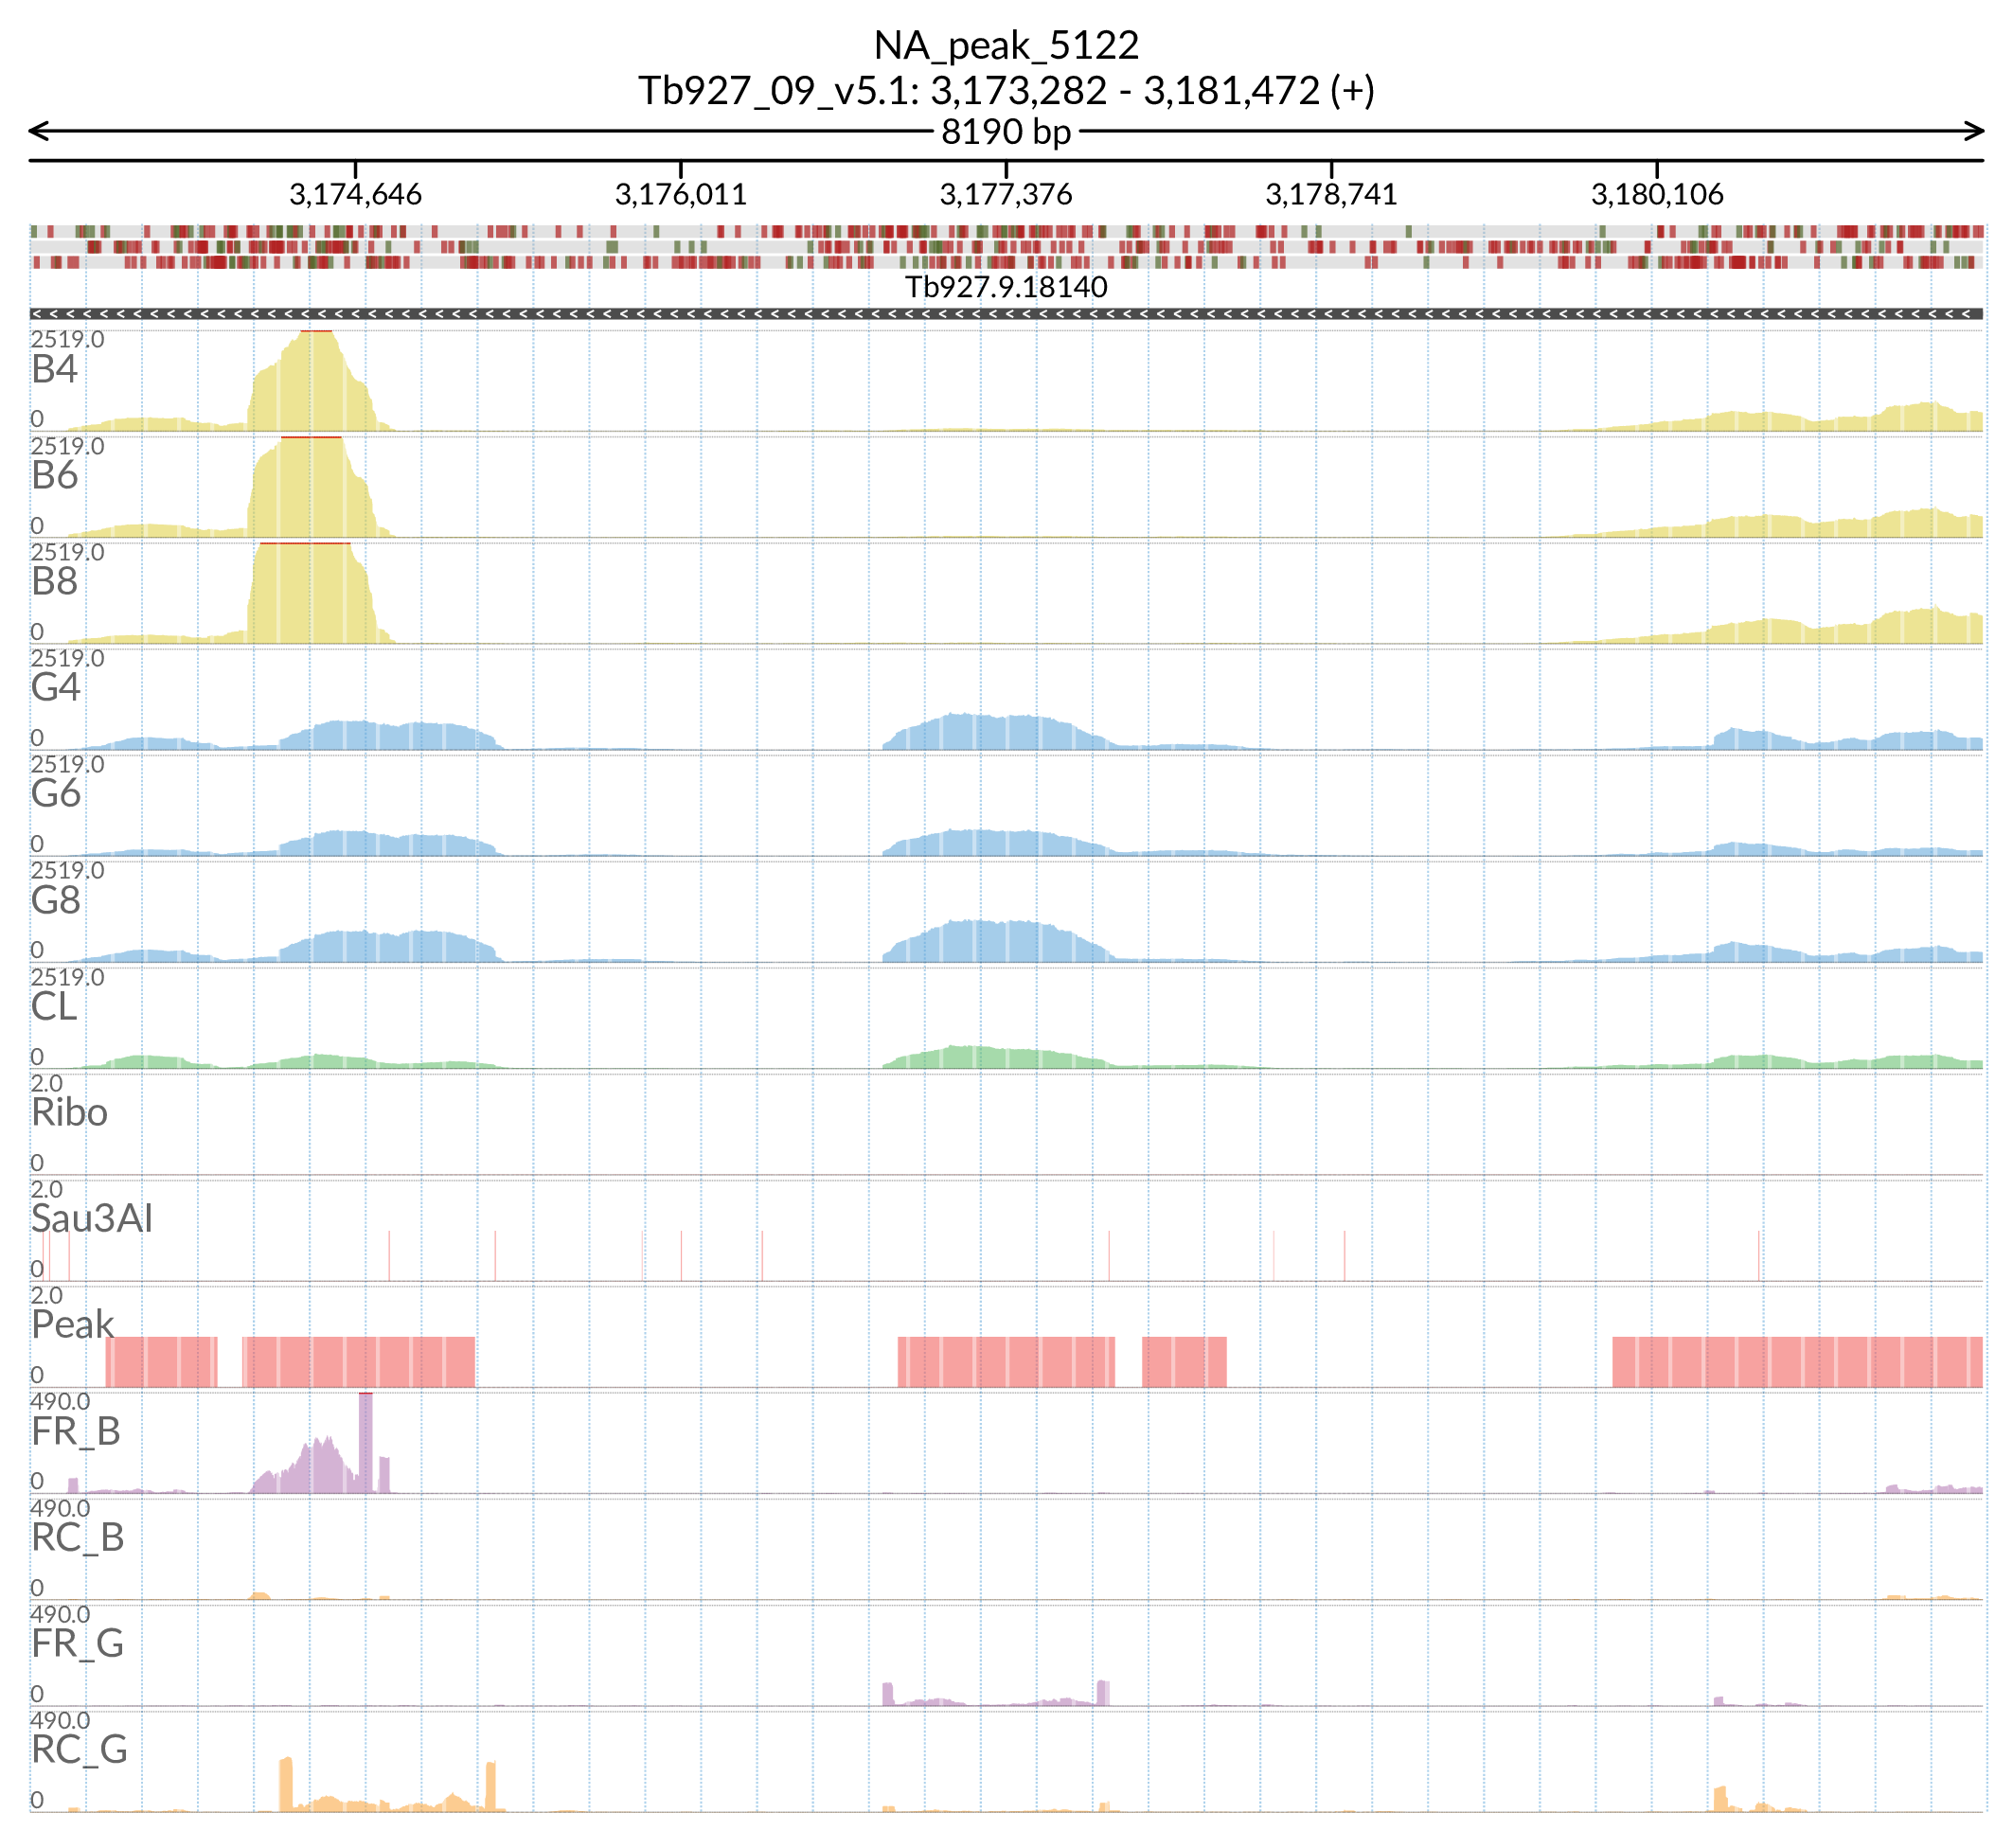 NA_peak_5122
Tb927_09_v5.1: 3,173,282 - 3,181,472 (+)
8190 bp
3,174,646 3,176,011 3,177,376 3,178,741 3,180,106
Tb927.9.18140
2519.0
B4
0
2519.0
B6
0
2519.0
B8
0
2519.0
G4
0
2519.0
G6
0
2519.0
G8
0
2519.0
CL
0
2.0
Ribo
0
2.0
Sau3AI
0
2.0
Peak
0
490.0
FR_B
0
490.0
RC_B
0
490.0
FR_G
0
490.0
RC_G
0